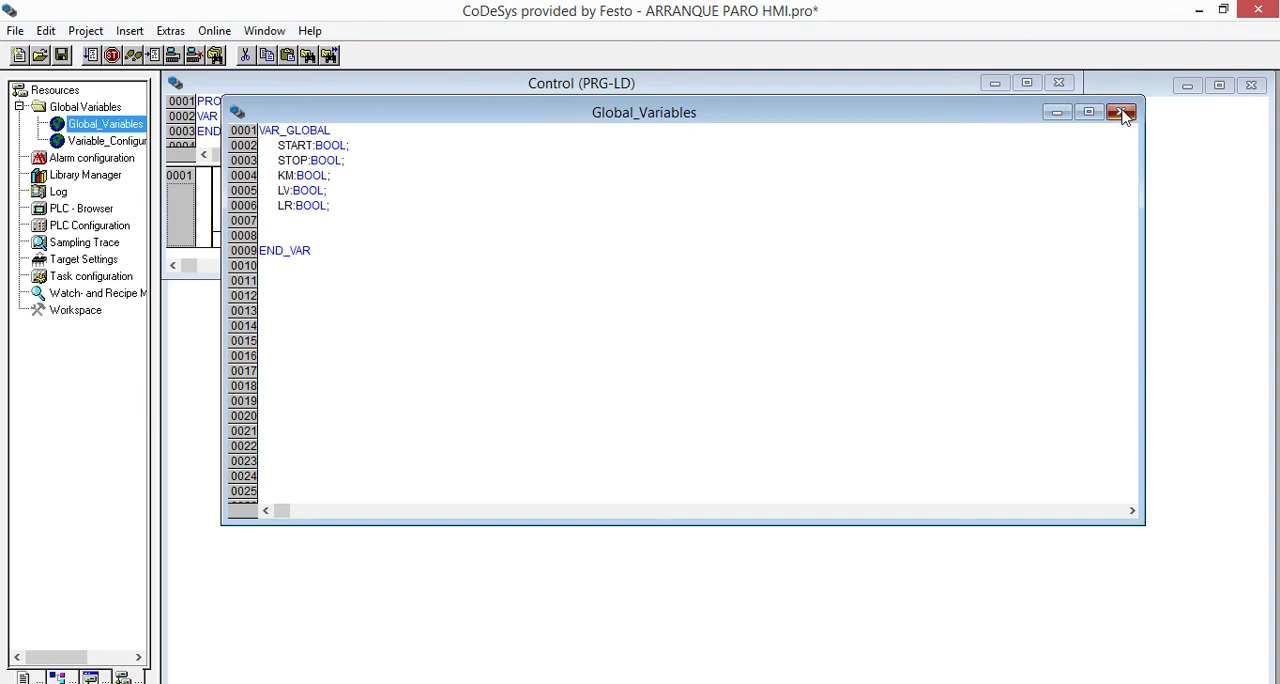 CoDeSys provided by Festo - ARRANQUE PARO HMI.pro*
File Edit Project Insert Extras Online Window Help
Resources
Global Variables
Global_Variables
Variable_Configur
Alarm configuration
Library Manager
Log
PLC - Browser
PLC Configuration
Sampling Trace
Target Settings
Task configuration
Watch- and Recipe M
Workspace
Control (PRG-LD)
0001 PRO
0002 VAR
0003 END
0004
0001
Global_Variables
0001 VAR_GLOBAL
0002 START:BOOL;
0003 STOP:BOOL;
0004 KM:BOOL;
0005 LV:BOOL;
0006 LR:BOOL;
0007
0008
0009 END_VAR
0010
0011
0012
0013
0014
0015
0016
0017
0018
0019
0020
0021
0022
0023
0024
0025